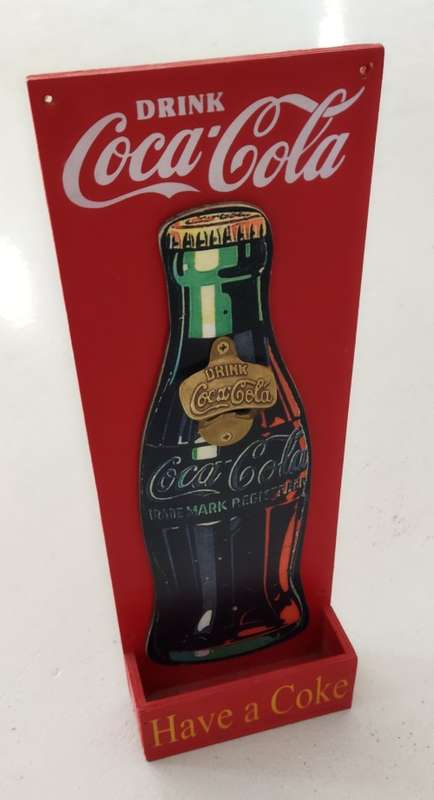 DRINK
Coca-Cola
DRINK
Coca-Cola
Coca-Cola
TRADE MARK REGISTERED
Have a Coke